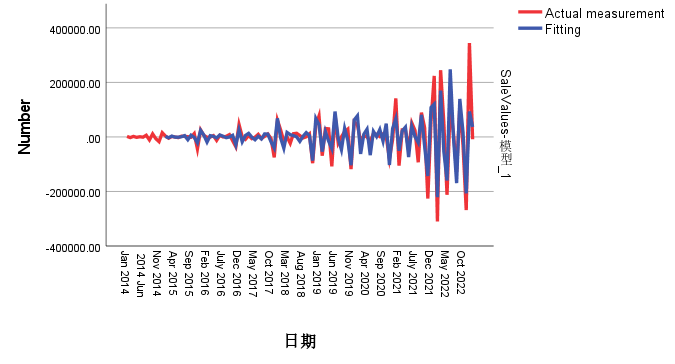 Actual measurement
Fitting
400000.00
200000.00
.00
-200000.00
-400000.00
Number
SaleValues-模型_1
Jan 2014
2014 Jun
Nov 2014
Apr 2015
Sep 2015
Feb 2016
July 2016
Dec 2016
May 2017
Oct 2017
Mar 2018
Aug 2018
Jan 2019
Jun 2019
Nov 2019
Apr 2020
Sep 2020
Feb 2021
July 2021
Dec 2021
May 2022
Oct 2022
日期